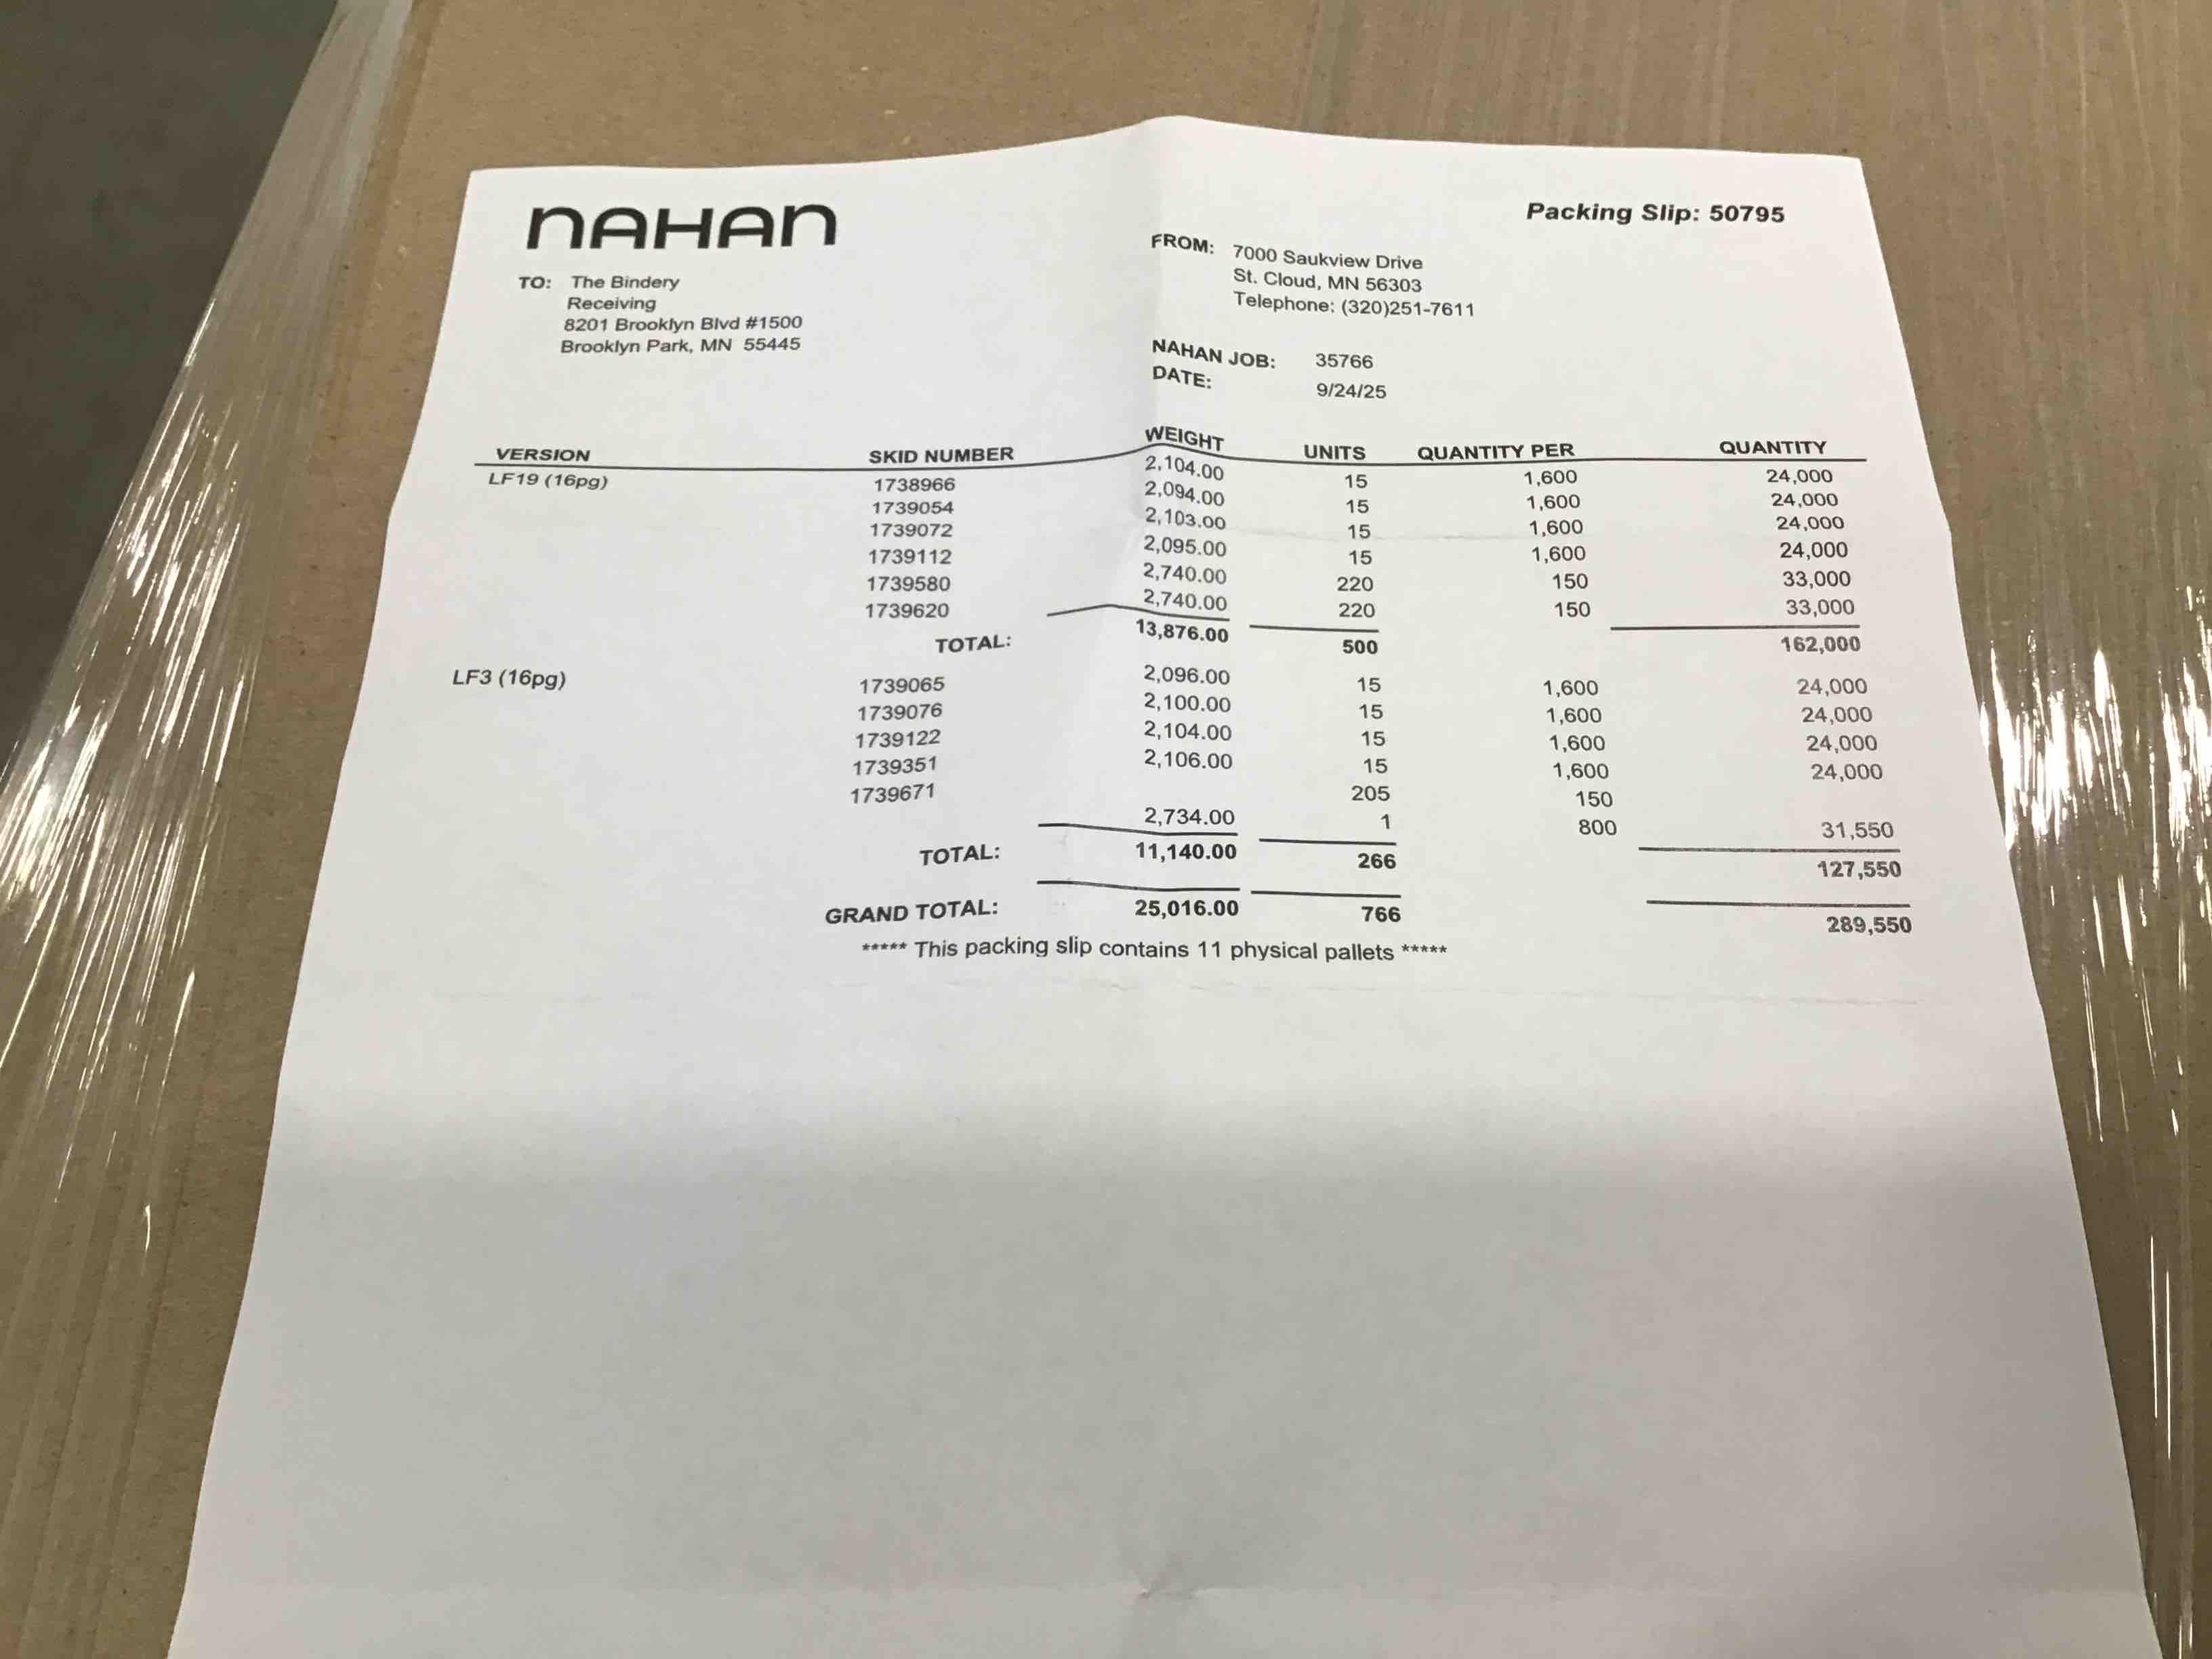 NAHAN
Packing Slip: 50795
TO: The Bindery
Receiving
8201 Brooklyn Blvd #1500
Brooklyn Park, MN 55445
FROM: 7000 Saukview Drive
St. Cloud, MN 56303
Telephone: (320)251-7611
NAHAN JOB: 35766
DATE: 9/24/25
VERSION SKID NUMBER WEIGHT UNITS QUANTITY PER QUANTITY
LF19 (16pg) 1738966 2,104.00 15 1,600 24,000
1739054 2,094.00 15 1,600 24,000
1739072 2,103.00 15 1,600 24,000
1739112 2,095.00 15 1,600 24,000
1739580 2,740.00 220 150 33,000
1739620 2,740.00 220 150 33,000
TOTAL: 13,876.00 500 162,000
LF3 (16pg) 1739065 2,096.00 15 1,600 24,000
1739076 2,100.00 15 1,600 24,000
1739122 2,104.00 15 1,600 24,000
1739351 2,106.00 15 1,600 24,000
1739671 205 150
2,734.00 1 800 31,550
TOTAL: 11,140.00 266 127,550
GRAND TOTAL: 25,016.00 766 289,550
***** This packing slip contains 11 physical pallets *****